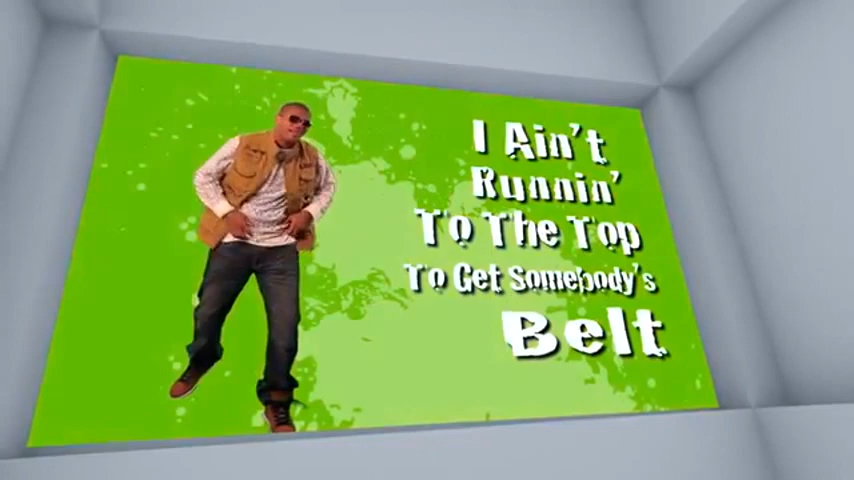 I Ain't
Runnin'
To The Top
To Get Somebody's
Belt